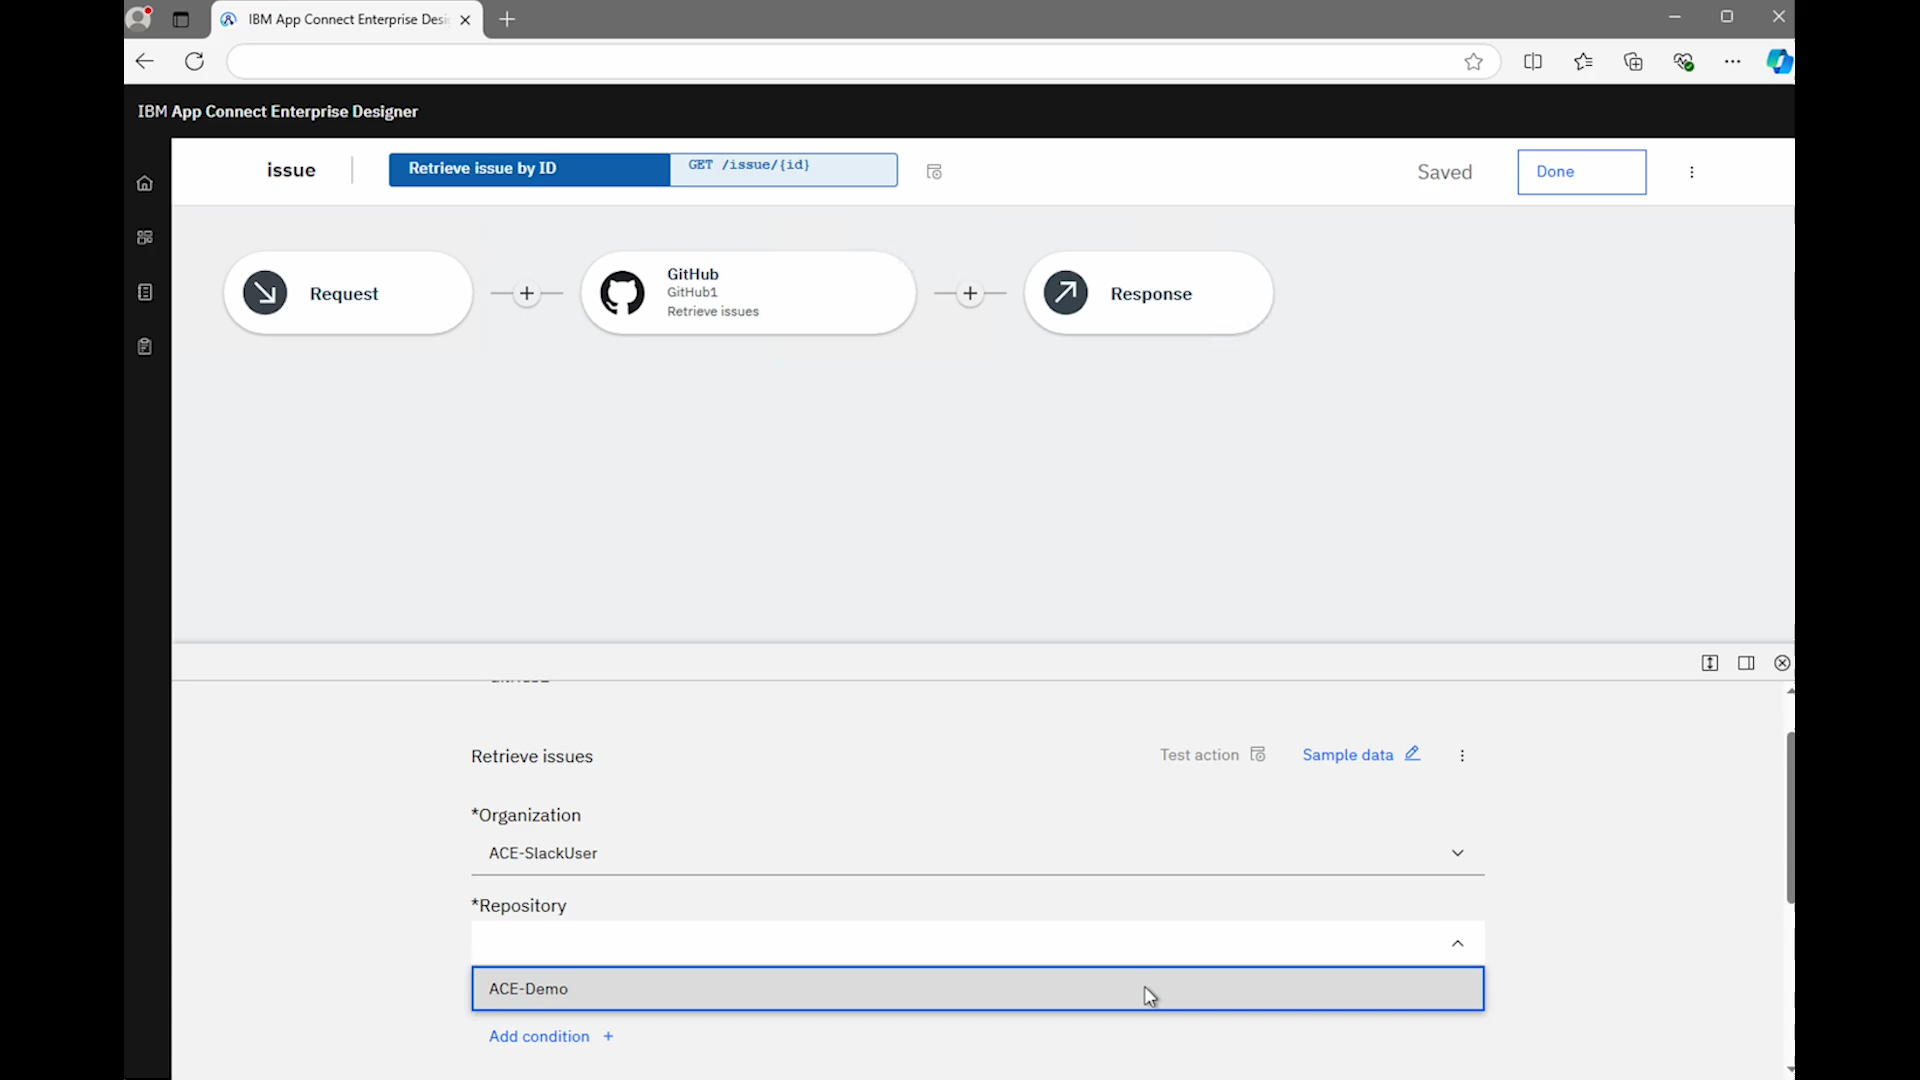 IBM App Connect Enterprise Desi
IBM App Connect Enterprise Designer
issue
Retrieve issue by ID
GET /issue/{id}
Saved
Done
Request
GitHub
GitHub1
Retrieve issues
Response
Retrieve issues
Test action
Sample data
*Organization
ACE-SlackUser
*Repository
ACE-Demo
Add condition +